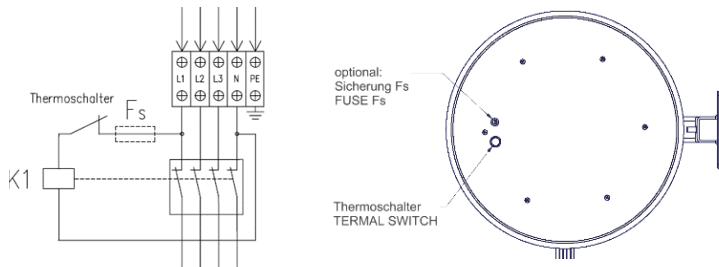 L1 L2 L3 N PE
Thermoschalter
Fs
K1
optional:
Sicherung Fs
FUSE Fs
Thermoschalter
TERMAL SWITCH